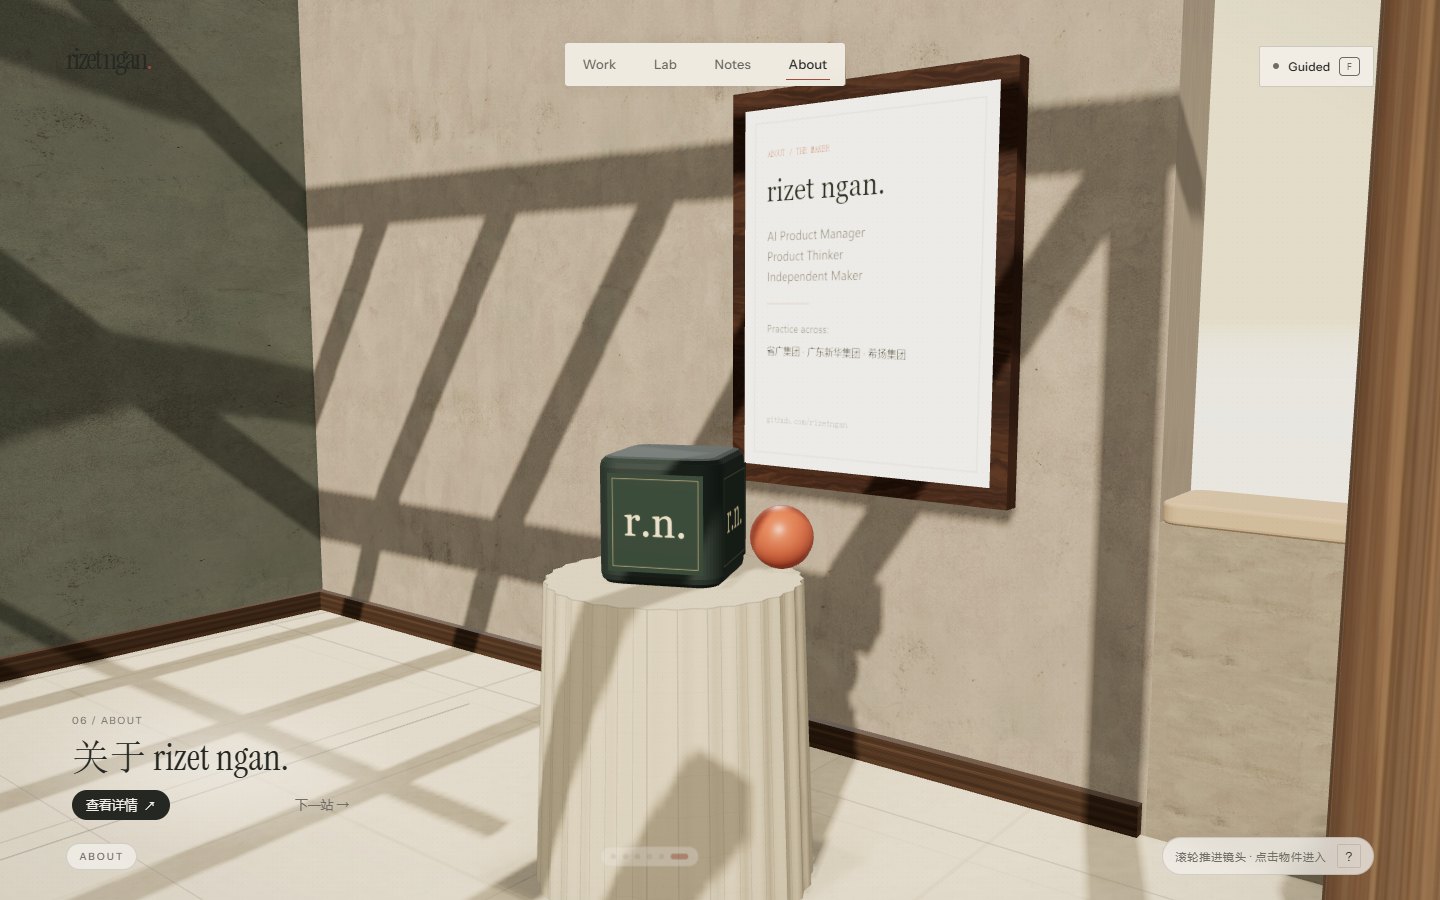 rizet ngan.
Work
Lab
Notes
About
Guided
F
ABOUT / THE MAKER
rizet ngan.
AI Product Manager
Product Thinker
Independent Maker
Practice across:
省广集团 · 广东新华集团 · 希扬集团
github.com/rizetngan
r.n.
r.n.
06 / ABOUT
关于 rizet ngan.
查看详情 ↗
下一站 →
ABOUT
滚轮推进镜头 · 点击物件进入
?